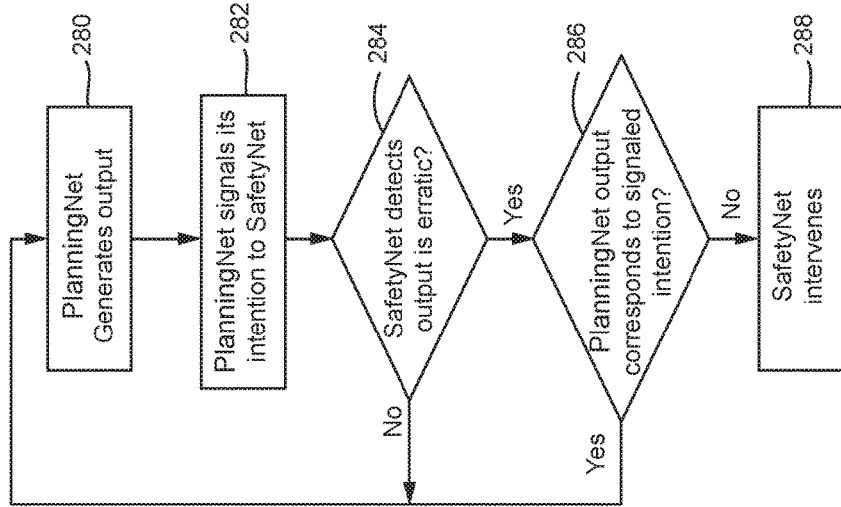 280
PlanningNet
Generates output
282
PlanningNet signals its
intention to SafetyNet
284
SafetyNet detects
output is erratic?
No
Yes
286
PlanningNet output
corresponds to signaled
intention?
Yes
No
288
SafetyNet
intervenes